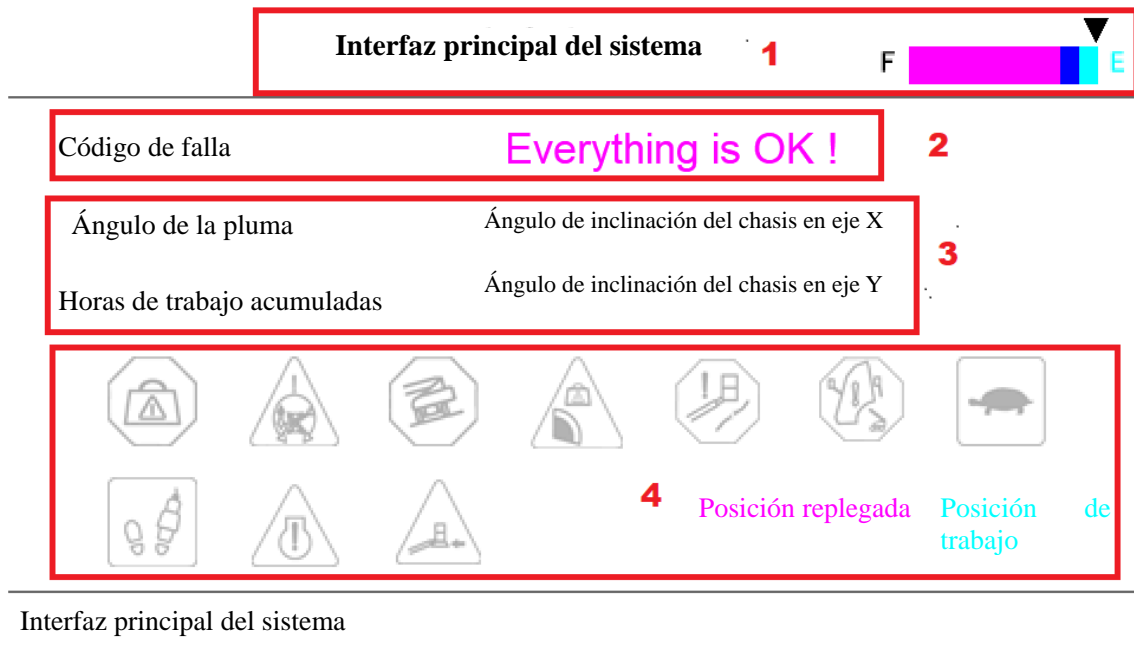 Interfaz principal del sistema 1 F E
Código de falla Everything is OK ! 2
Ángulo de la pluma Ángulo de inclinación del chasis en eje X
3
Horas de trabajo acumuladas Ángulo de inclinación del chasis en eje Y
4 Posición replegada Posición de
trabajo
Interfaz principal del sistema